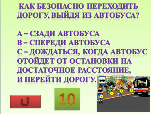 КАК БЕЗОПАСНО ПЕРЕХОДИТЬ
ДОРОГУ, ВЫЙДЯ ИЗ АВТОБУСА?
А – СЗАДИ АВТОБУСА
В – СПЕРЕДИ АВТОБУСА
С – ДОЖДАТЬСЯ, КОГДА АВТОБУС
ОТОЙДЕТ ОТ ОСТАНОВКИ НА
ДОСТАТОЧНОЕ РАССТОЯНИЕ,
И ПЕРЕЙТИ ДОРОГУ.
10